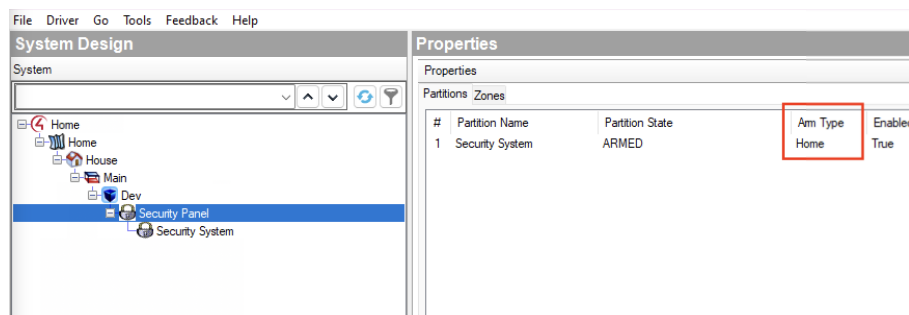 File Driver Go Tools Feedback Help
System Design
System
Home
Home
House
Main
Dev
Security Panel
Security System
Properties
Properties
Partitions Zones
# Partition Name Partition State Arm Type Enabled
1 Security System ARMED Home True